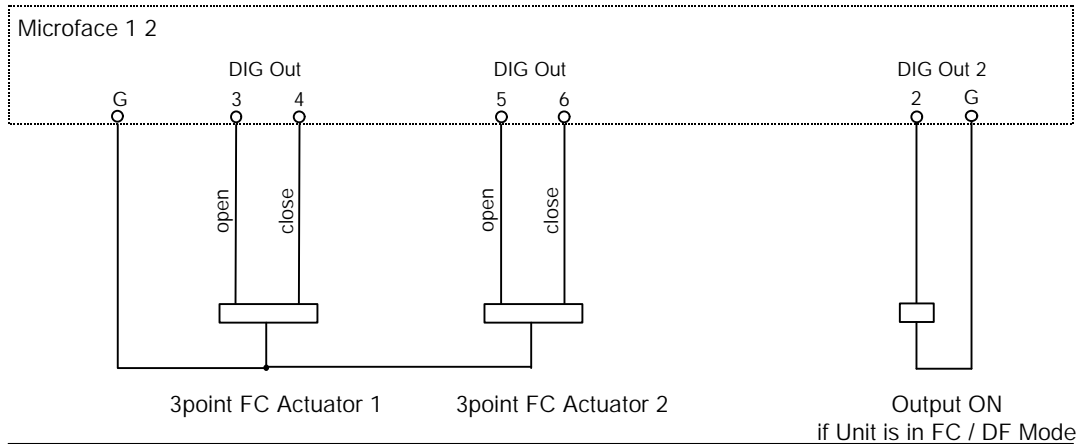 Microface 1 2
DIG Out DIG Out DIG Out 2
G 3 4 5 6 2 G
open close open close
3point FC Actuator 1 3point FC Actuator 2 Output ON
if Unit is in FC / DF Mode